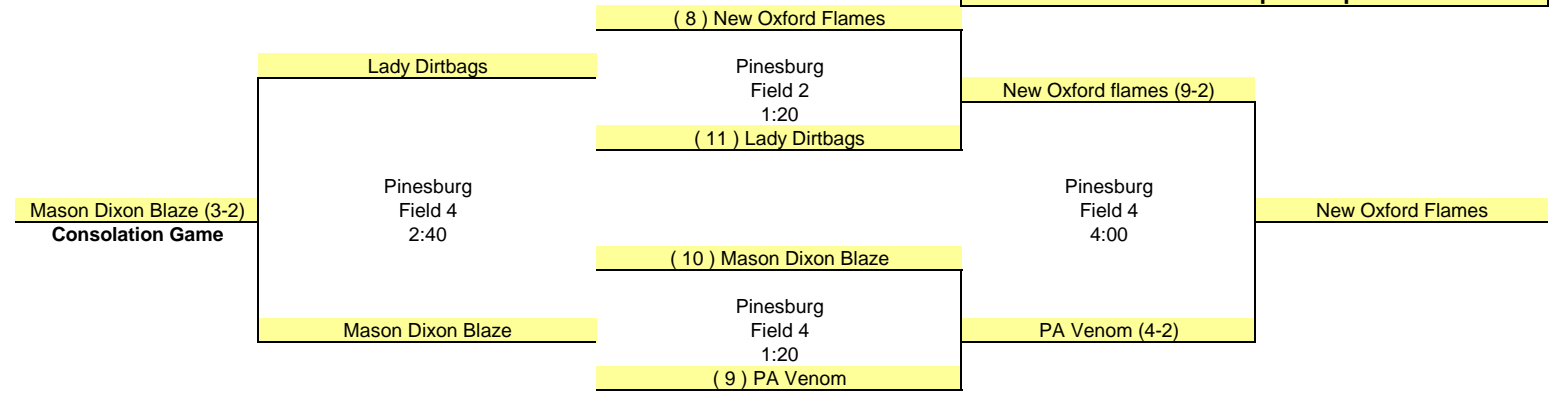 ( 8 ) New Oxford Flames
Lady Dirtbags
Pinesburg
Field 2
1:20
New Oxford flames (9-2)
( 11 ) Lady Dirtbags
Pinesburg
Field 4
2:40
Mason Dixon Blaze (3-2)
Consolation Game
Pinesburg
Field 4
4:00
New Oxford Flames
( 10 ) Mason Dixon Blaze
Mason Dixon Blaze
Pinesburg
Field 4
1:20
PA Venom (4-2)
( 9 ) PA Venom